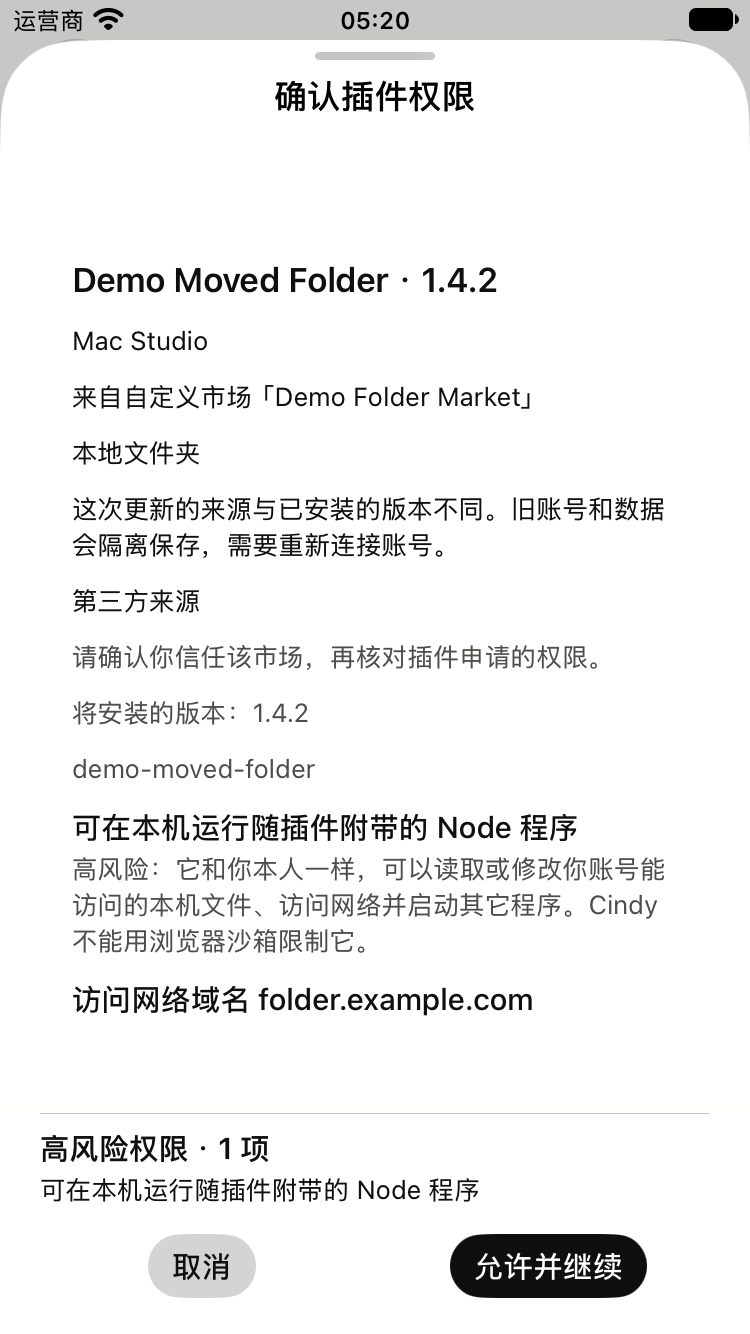 运营商
05:20
确认插件权限
Demo Moved Folder · 1.4.2
Mac Studio
来自自定义市场「Demo Folder Market」
本地文件夹
这次更新的来源与已安装的版本不同。旧账号和数据
会隔离保存，需要重新连接账号。
第三方来源
请确认你信任该市场，再核对插件申请的权限。
将安装的版本：1.4.2
demo-moved-folder
可在本机运行随插件附带的 Node 程序
高风险：它和你本人一样，可以读取或修改你账号能
访问的本机文件、访问网络并启动其它程序。Cindy
不能用浏览器沙箱限制它。
访问网络域名 folder.example.com
高风险权限 · 1 项
可在本机运行随插件附带的 Node 程序
取消
允许并继续